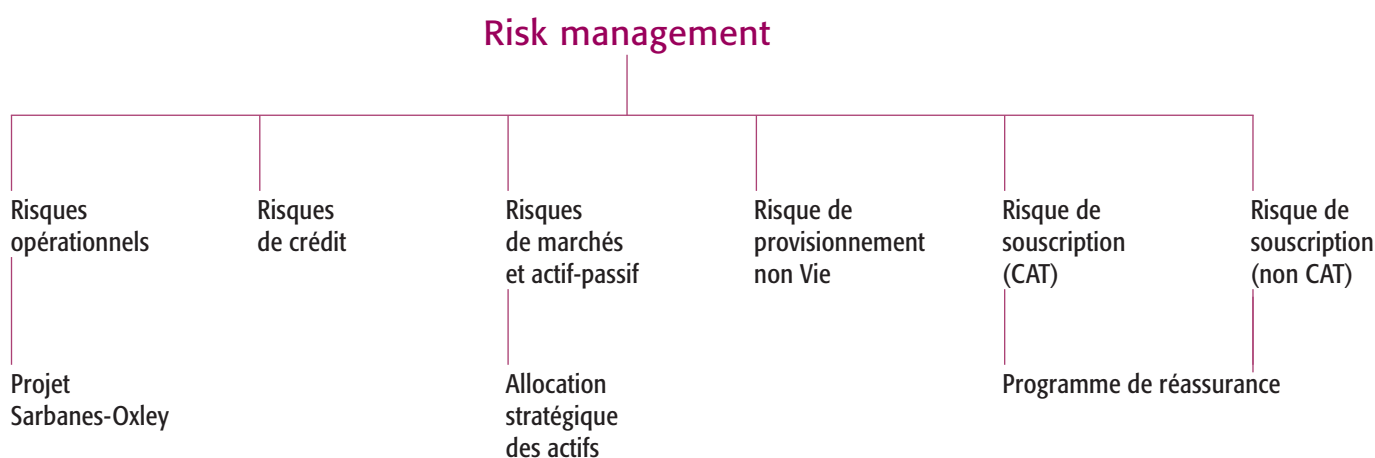 Risk management
Risques
opérationnels
Risques
de crédit
Risques
de marchés
et actif-passif
Risque de
provisionnement
non Vie
Risque de
souscription
(CAT)
Risque de
souscription
(non CAT)
Projet
Sarbanes-Oxley
Allocation
stratégique
des actifs
Programme de réassurance